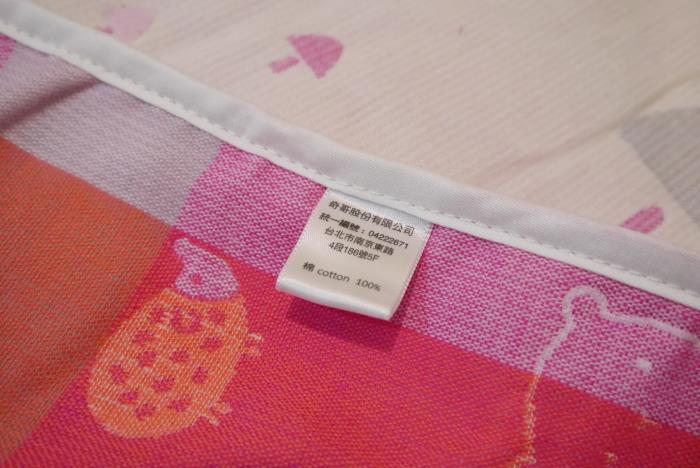 奇哥股份有限公司
統一編號：04222671
台北市南京東路
4段186號5F
棉 cotton 100%